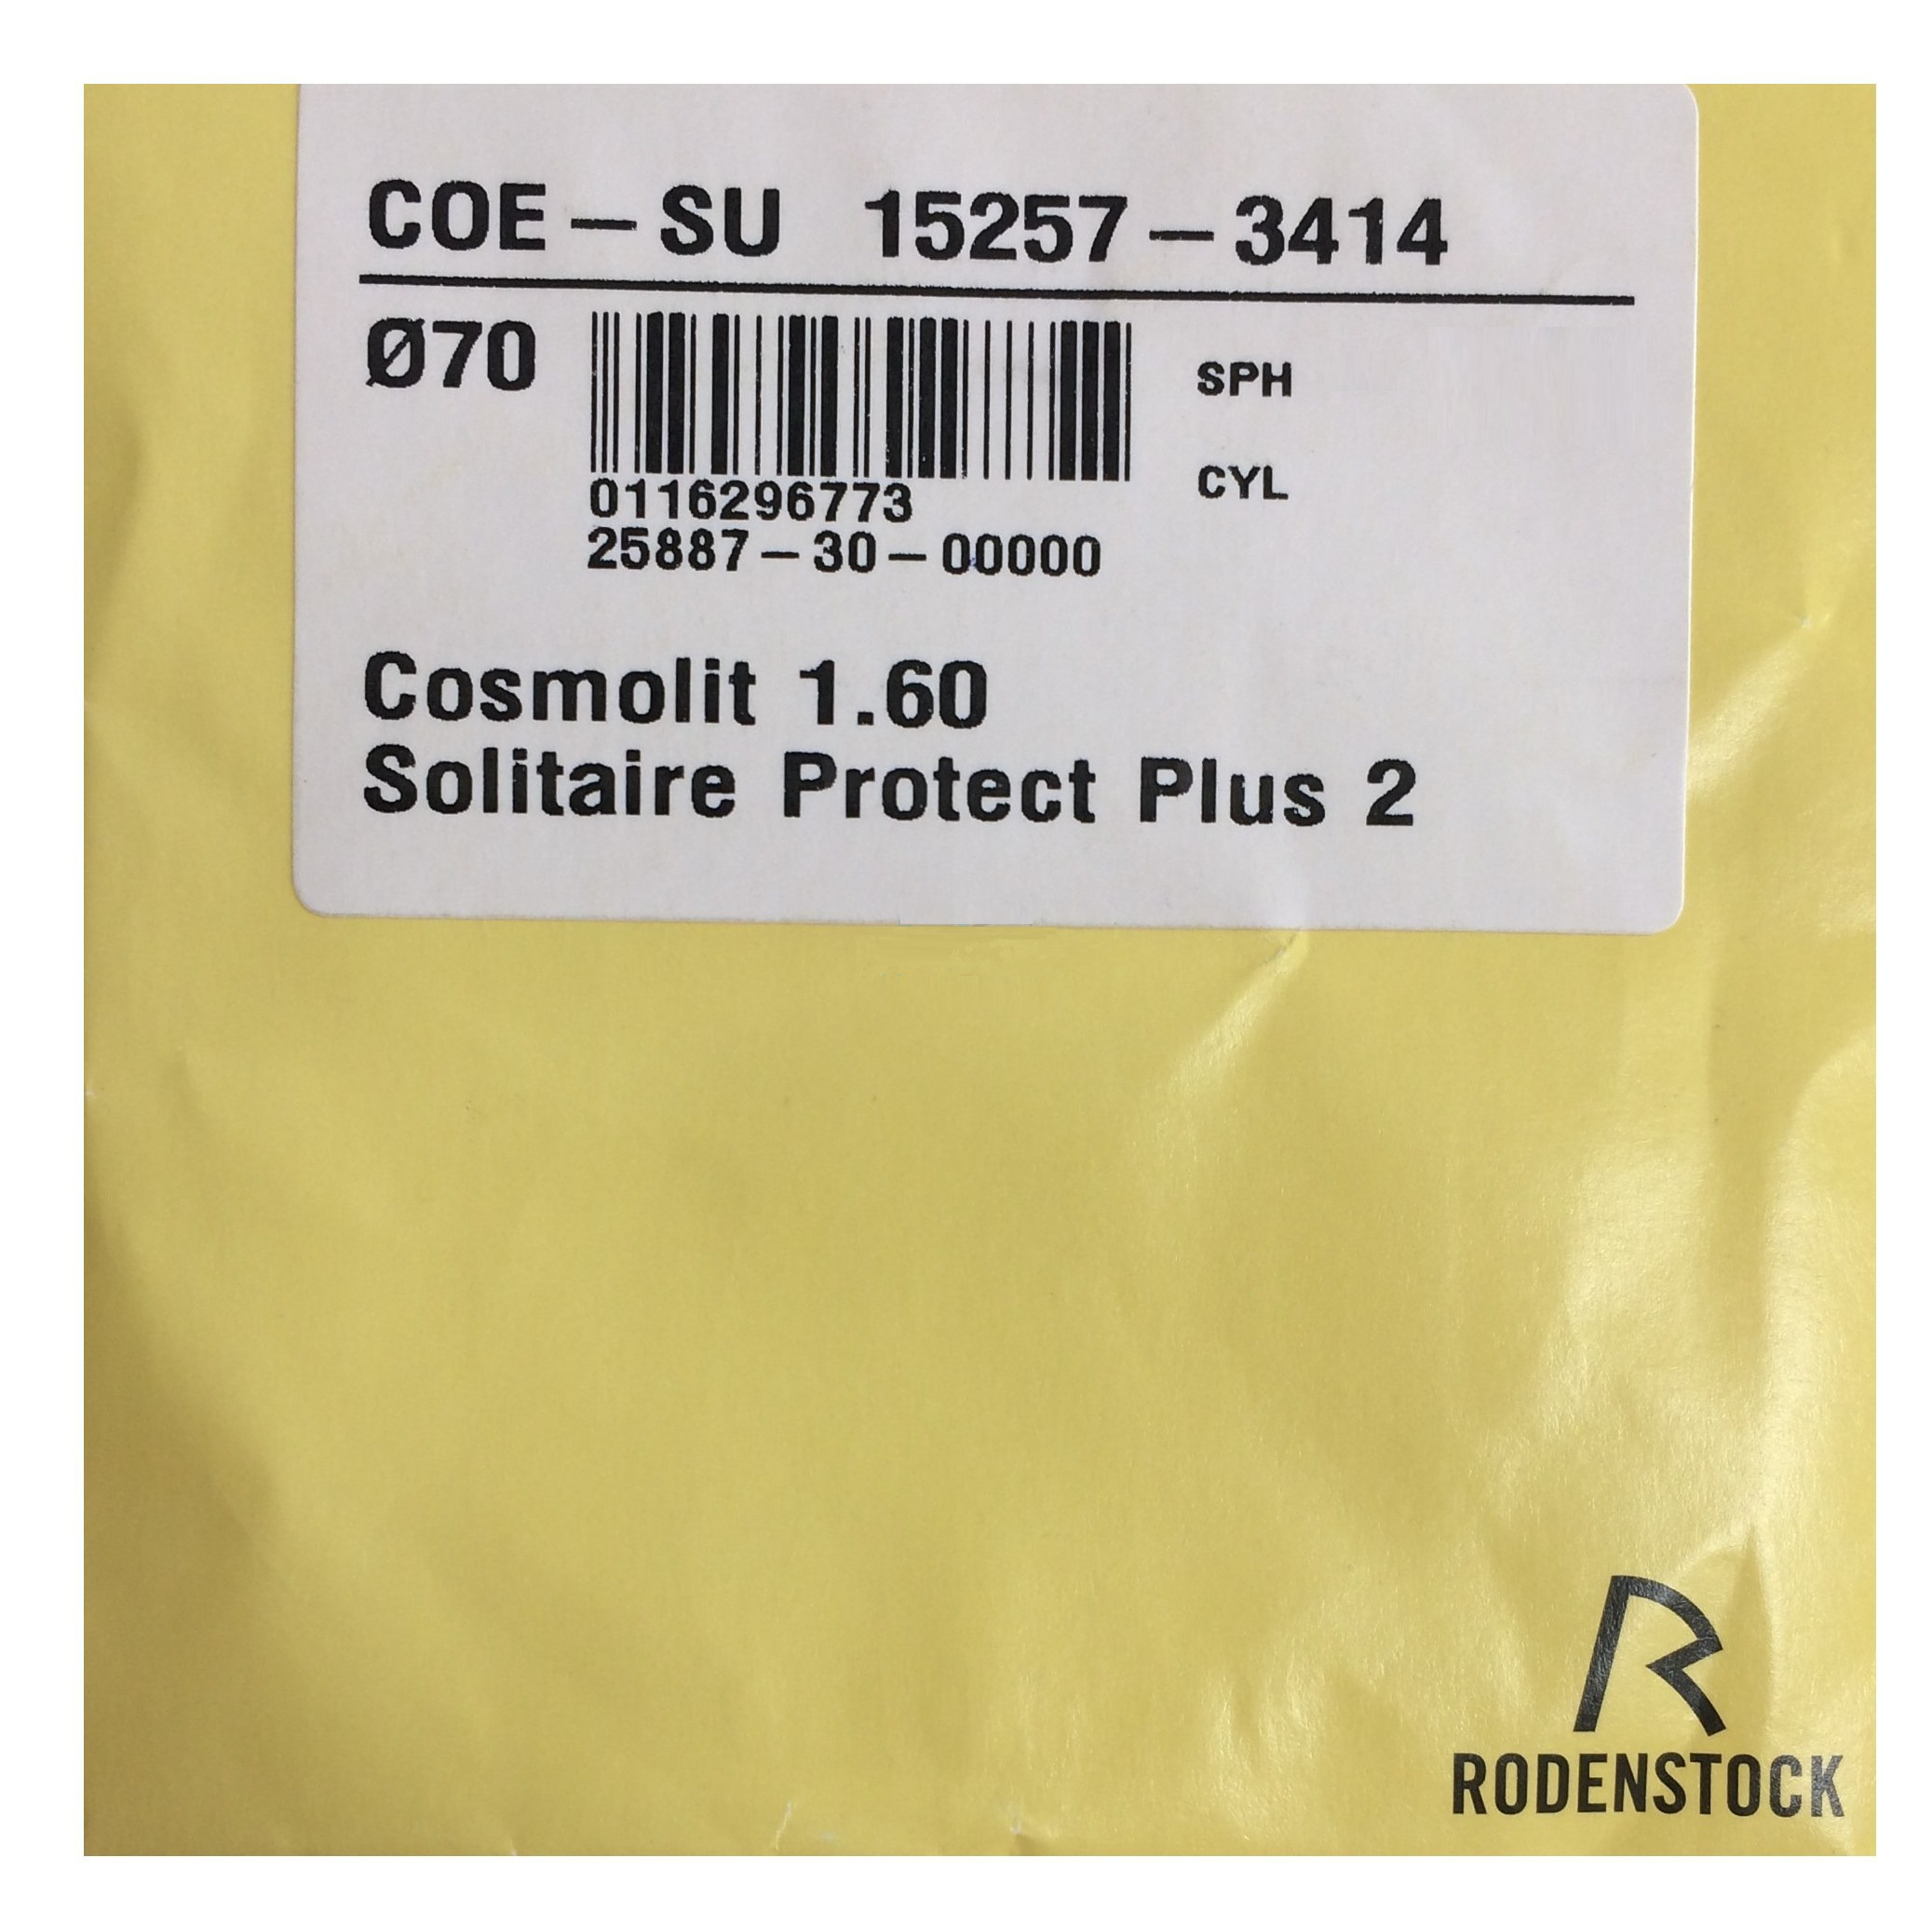 COE-SU 15257-3414
Ø70
SPH
CYL
0116296773
25887-30-00000
Cosmolit 1.60
Solitaire Protect Plus 2
R
RODENSTOCK